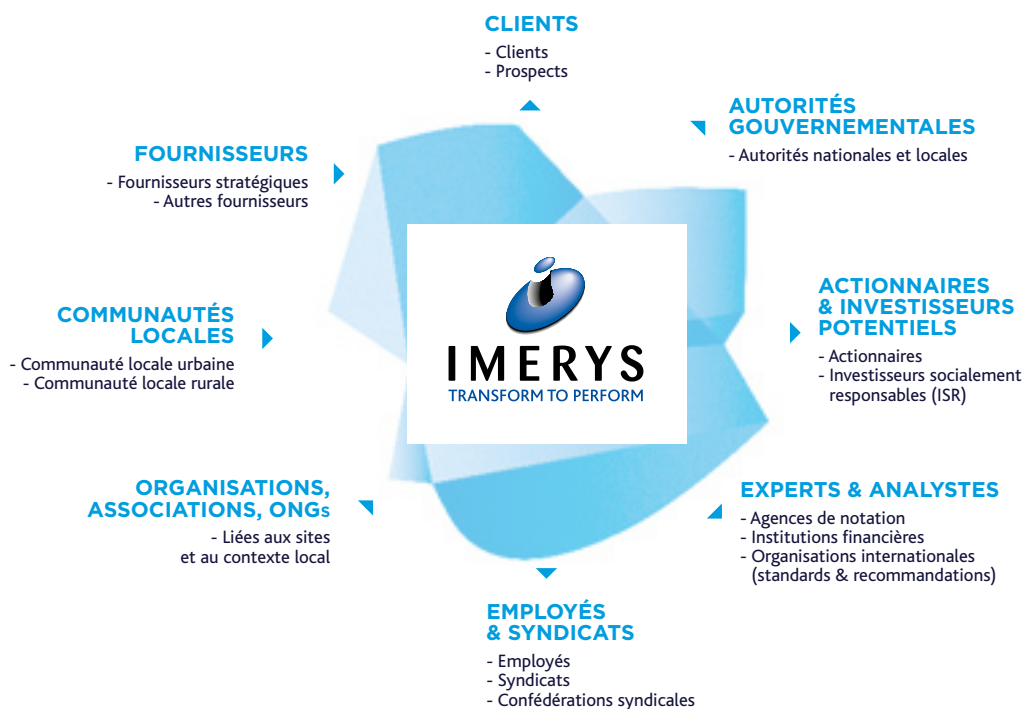 CLIENTS
- Clients
- Prospects
AUTORITÉS
GOUVERNEMENTALES
- Autorités nationales et locales
FOURNISSEURS
- Fournisseurs stratégiques
- Autres fournisseurs
ACTIONNAIRES
& INVESTISSEURS
POTENTIELS
- Actionnaires
- Investisseurs socialement
responsables (ISR)
COMMUNAUTÉS
LOCALES
- Communauté locale urbaine
- Communauté locale rurale
IMERYS
TRANSFORM TO PERFORM
ORGANISATIONS,
ASSOCIATIONS, ONGs
- Liées aux sites
et au contexte local
EXPERTS & ANALYSTES
- Agences de notation
- Institutions financières
- Organisations internationales
(standards & recommandations)
EMPLOYÉS
& SYNDICATS
- Employés
- Syndicats
- Confédérations syndicales